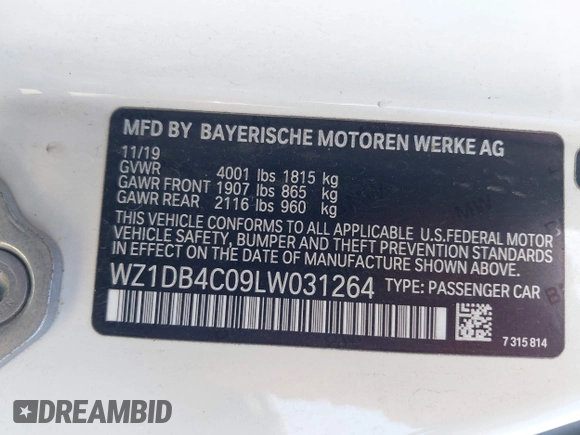 MFD BY BAYERISCHE MOTOREN WERKE AG
11/19
GVWR 4001 lbs 1815 kg
GAWR FRONT 1907 lbs 865 kg
GAWR REAR 2116 lbs 960 kg
THIS VEHICLE CONFORMS TO ALL APPLICABLE U.S.FEDERAL MOTOR
VEHICLE SAFETY, BUMPER AND THEFT PREVENTION STANDARDS
IN EFFECT ON THE DATE OF MANUFACTURE SHOWN ABOVE.
WZ1DB4C09LW031264 TYPE: PASSENGER CAR
7 315 814
DREAMBID